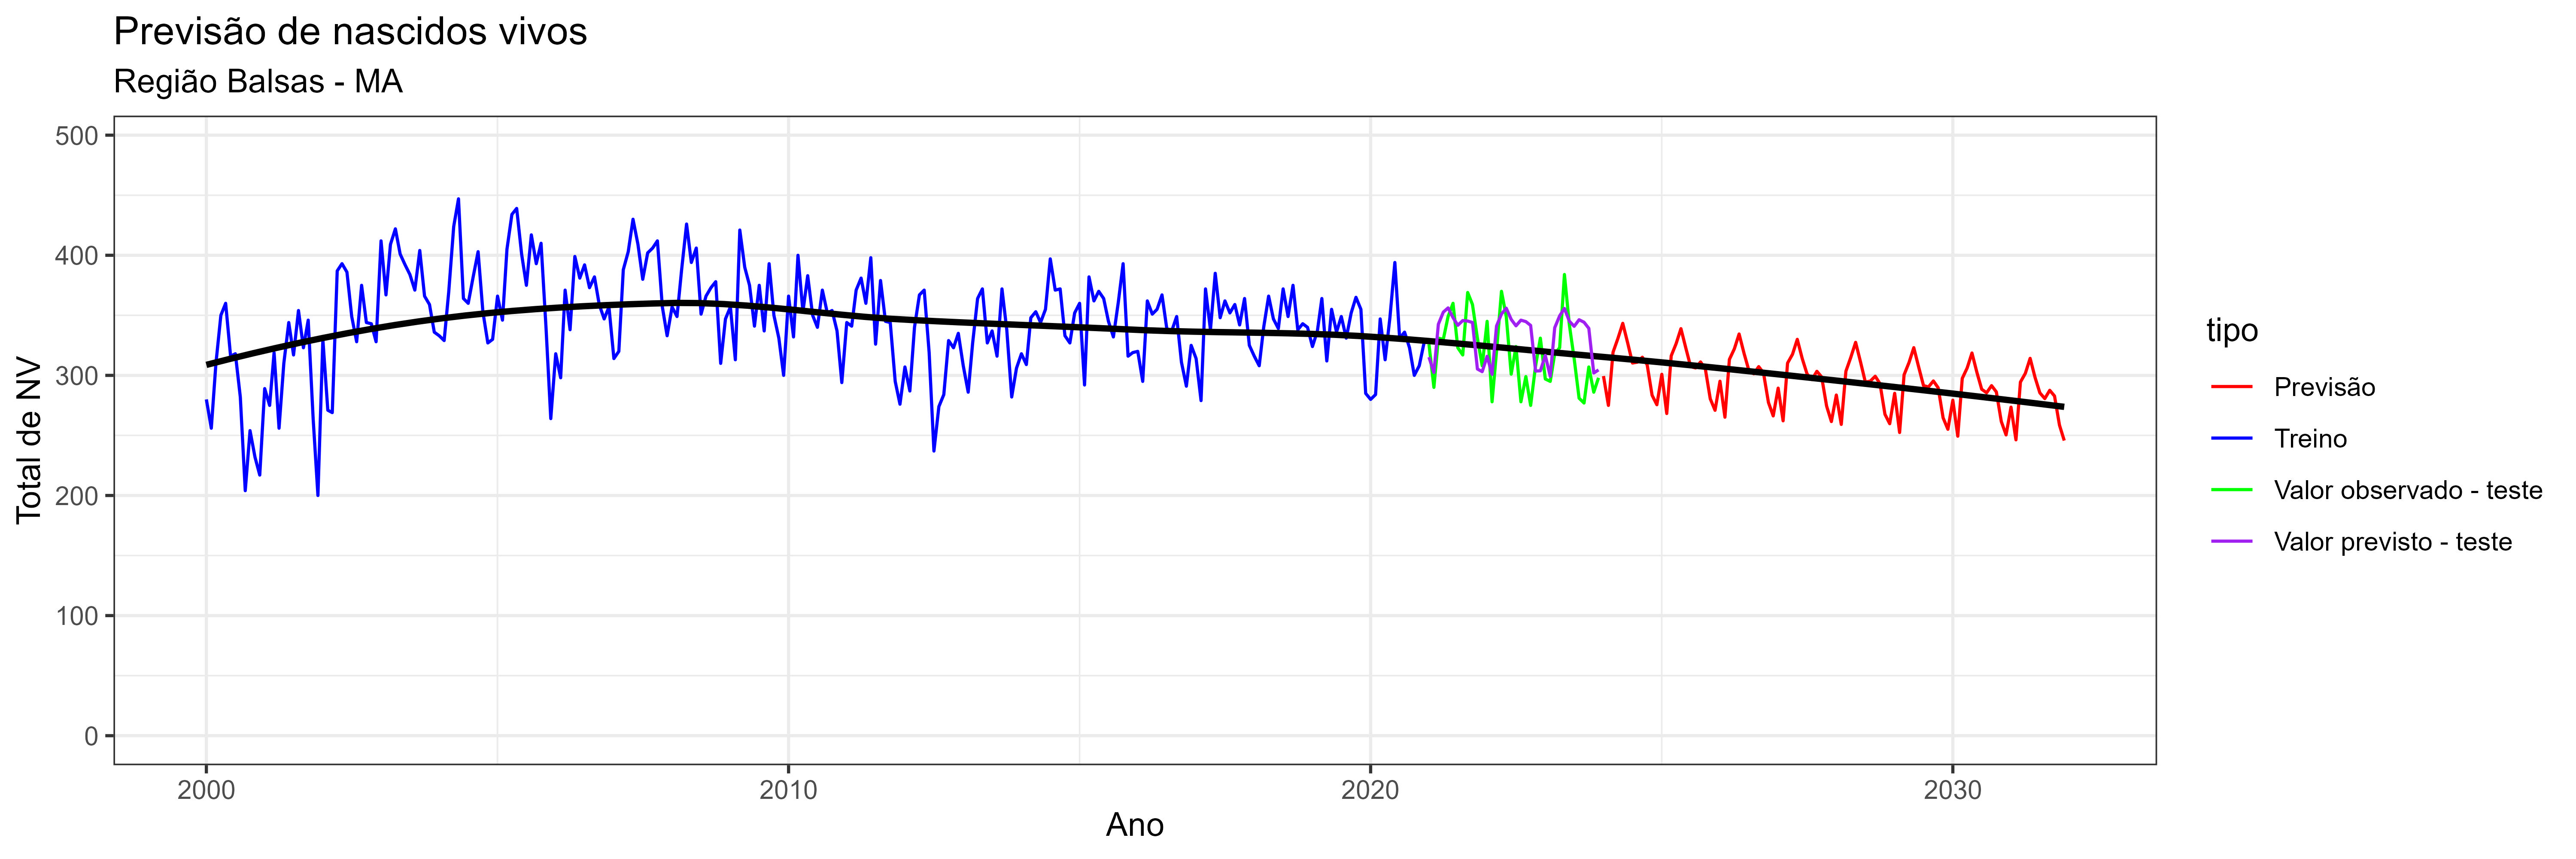 Previsão de nascidos vivos
Região Balsas - MA
Total de NV
500
400
300
200
100
0
2000
2010
2020
2030
Ano
tipo
Previsão
Treino
Valor observado - teste
Valor previsto - teste